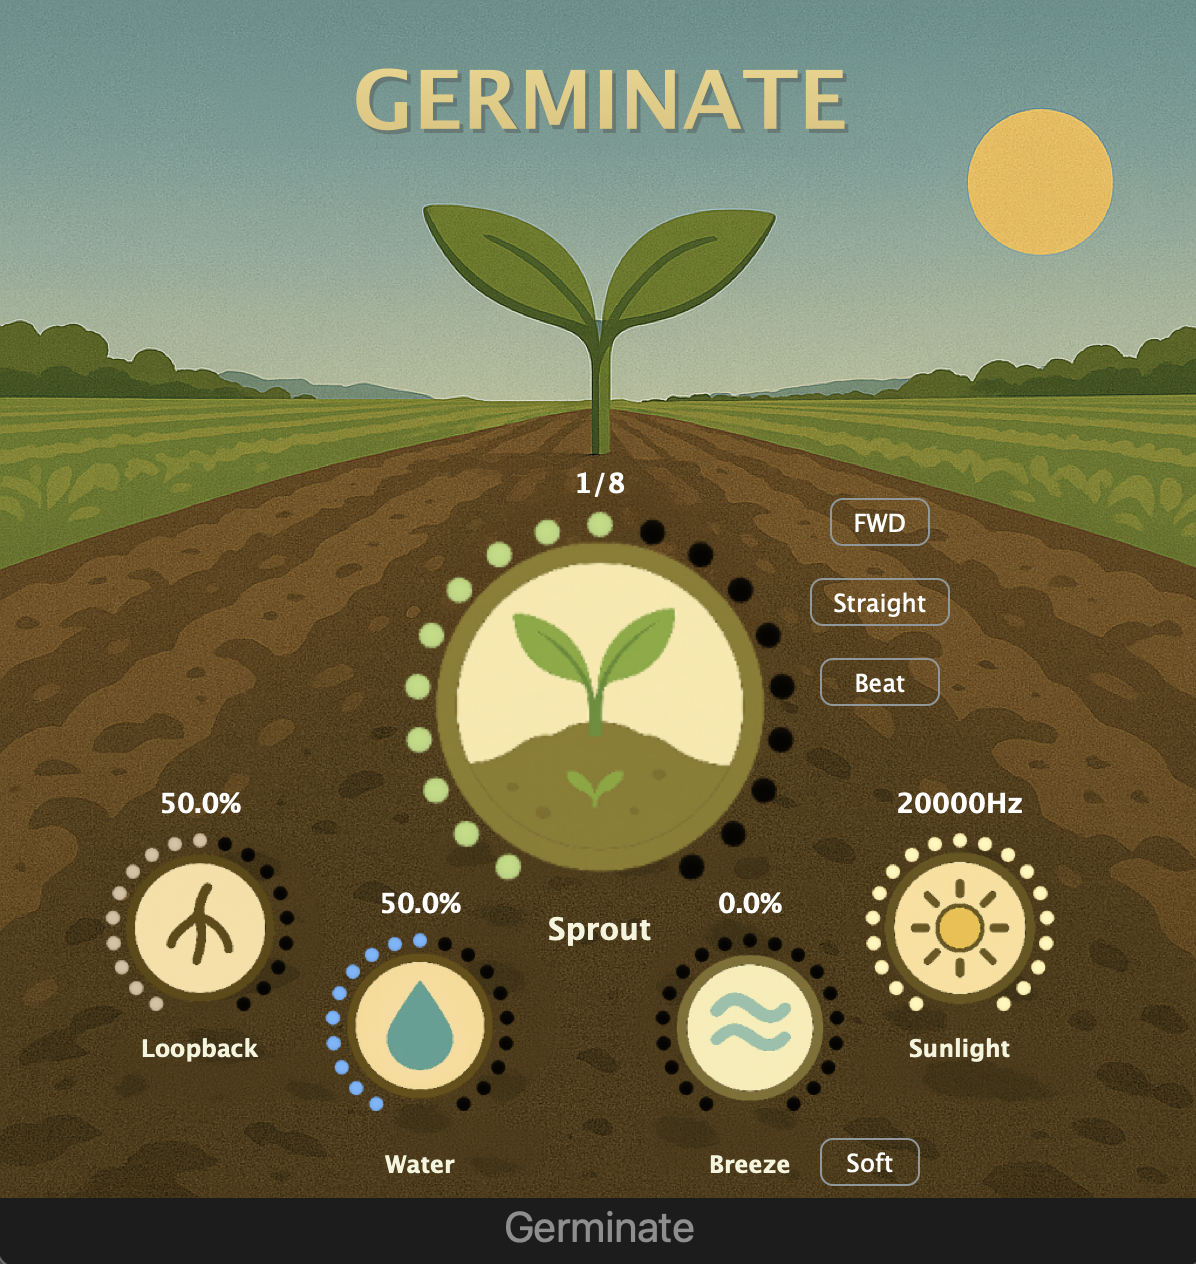 GERMINATE
1/8
FWD
Straight
Beat
50.0%
20000Hz
50.0%
0.0%
Sprout
Loopback
Sunlight
Water
Breeze
Soft
Germinate